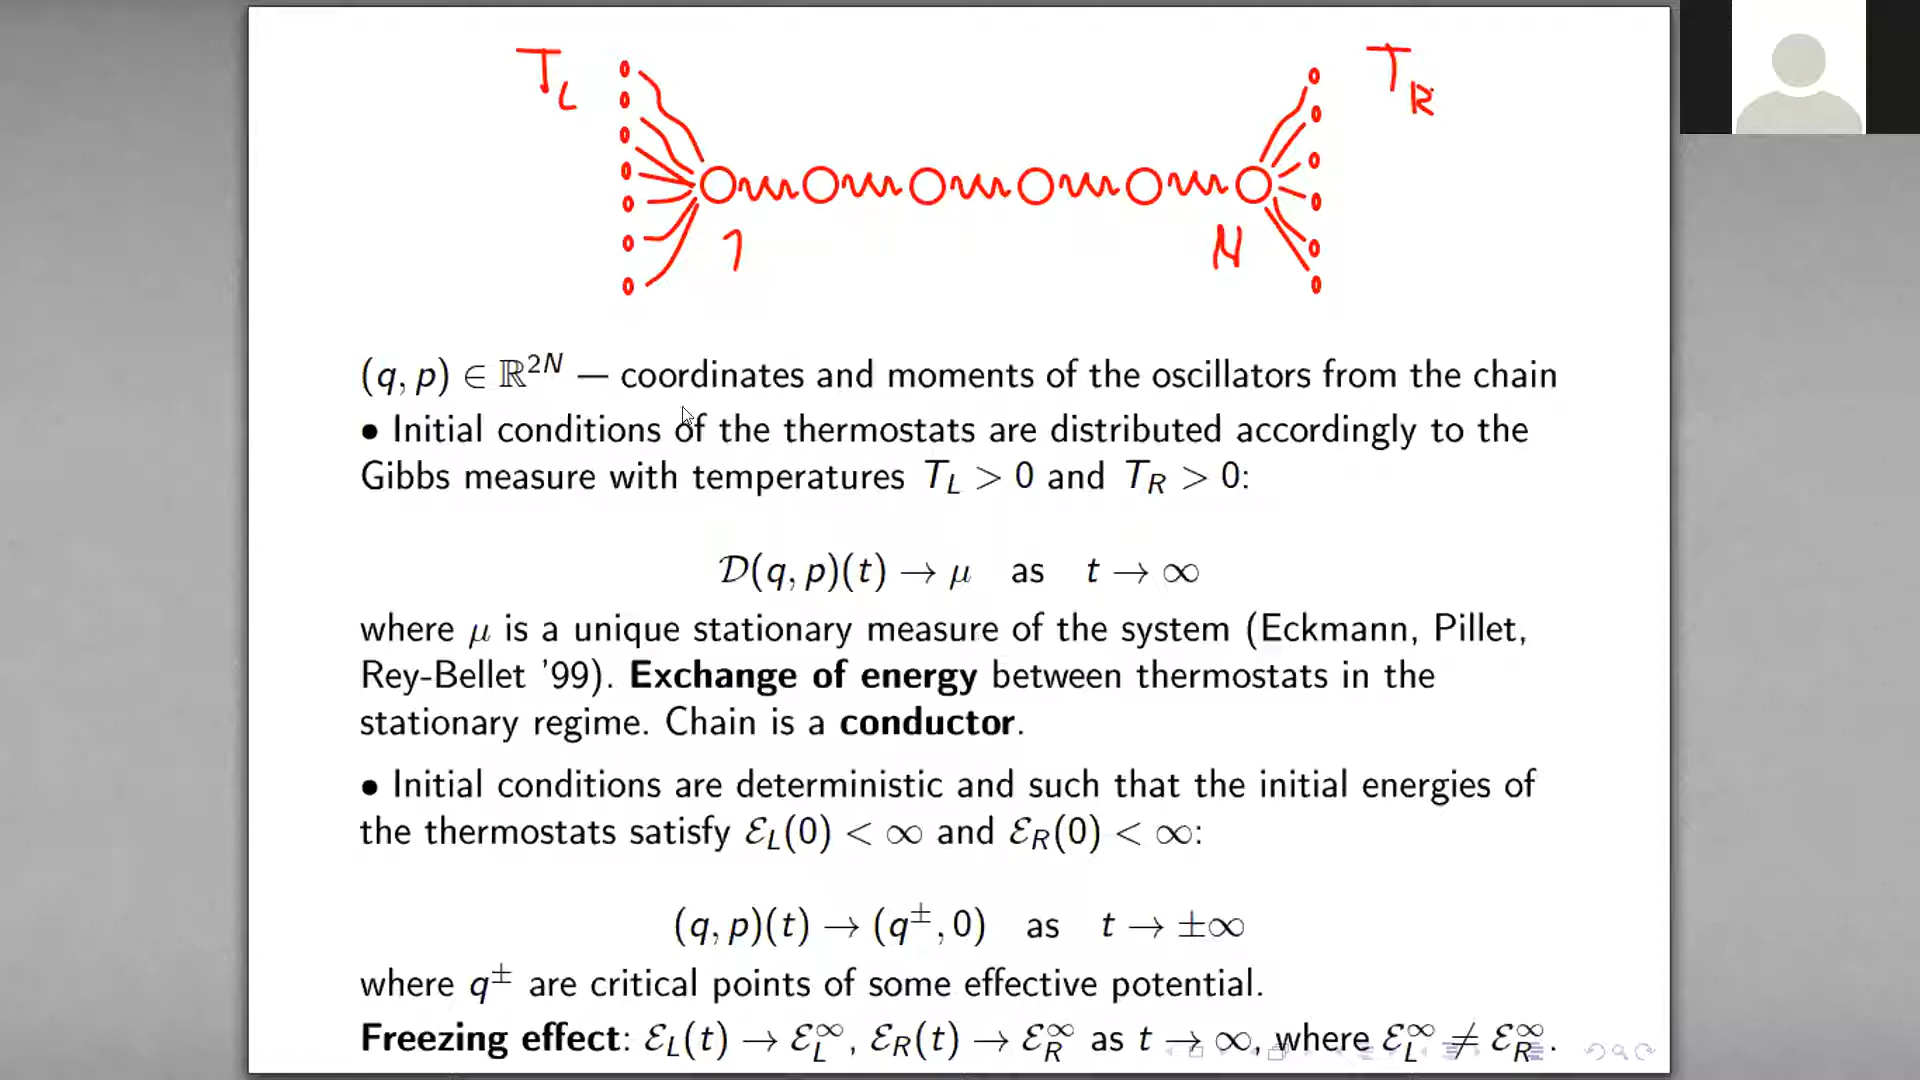 T_L T_R
1 N
(q, p) ∈ ℝ^{2N} — coordinates and moments of the oscillators from the chain
• Initial conditions of the thermostats are distributed accordingly to the
Gibbs measure with temperatures T_L > 0 and T_R > 0:
𝒟(q, p)(t) → μ as t → ∞
where μ is a unique stationary measure of the system (Eckmann, Pillet,
Rey-Bellet '99). Exchange of energy between thermostats in the
stationary regime. Chain is a conductor.
• Initial conditions are deterministic and such that the initial energies of
the thermostats satisfy ℰ_L(0) < ∞ and ℰ_R(0) < ∞:
(q, p)(t) → (q^±, 0) as t → ±∞
where q^± are critical points of some effective potential.
Freezing effect: ℰ_L(t) → ℰ_L^∞, ℰ_R(t) → ℰ_R^∞ as t → ∞, where ℰ_L^∞ ≠ ℰ_R^∞.